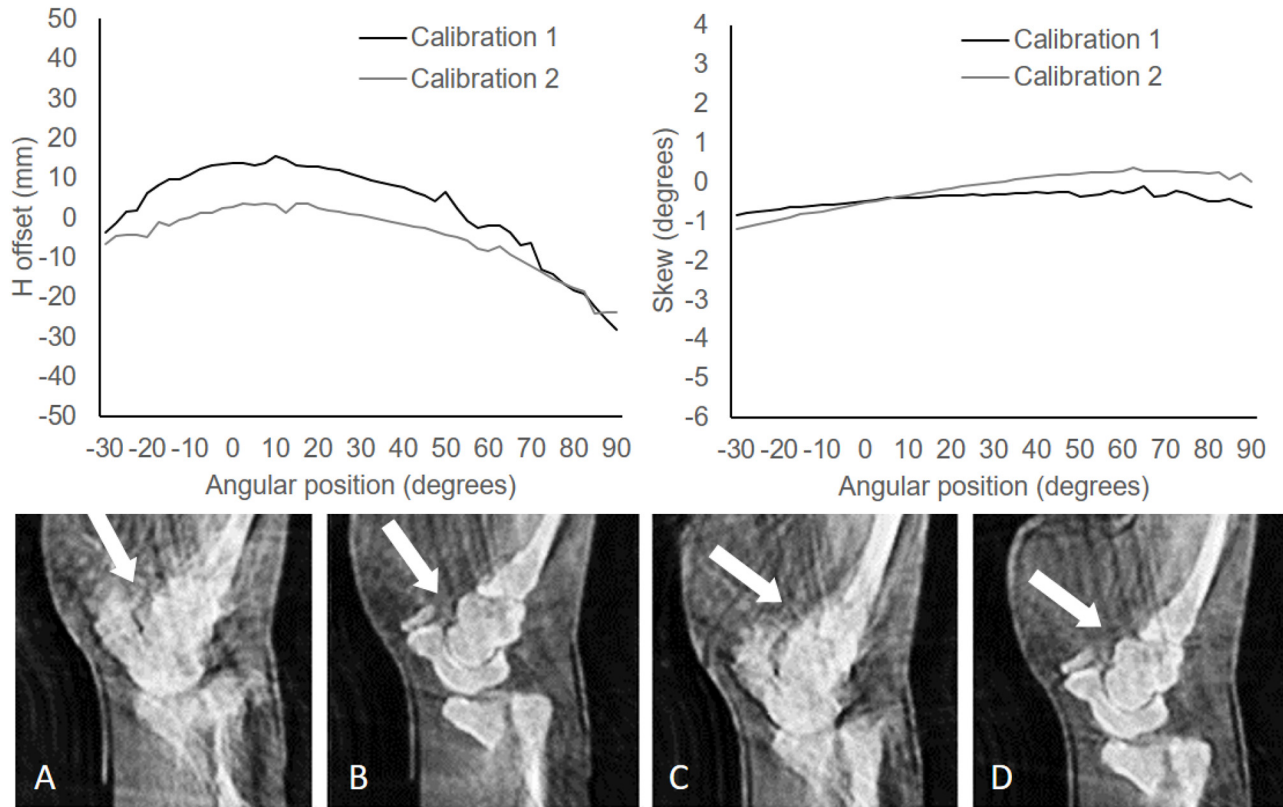 50
40
30
20
10
0
-10
-20
-30
-40
-50
H offset (mm)
Calibration 1
Calibration 2
-30 -20 -10 0 10 20 30 40 50 60 70 80 90
Angular position (degrees)
4
3
2
1
0
-1
-2
-3
-4
-5
-6
Skew (degrees)
Calibration 1
Calibration 2
-30 -20 -10 0 10 20 30 40 50 60 70 80 90
Angular position (degrees)
A
B
C
D